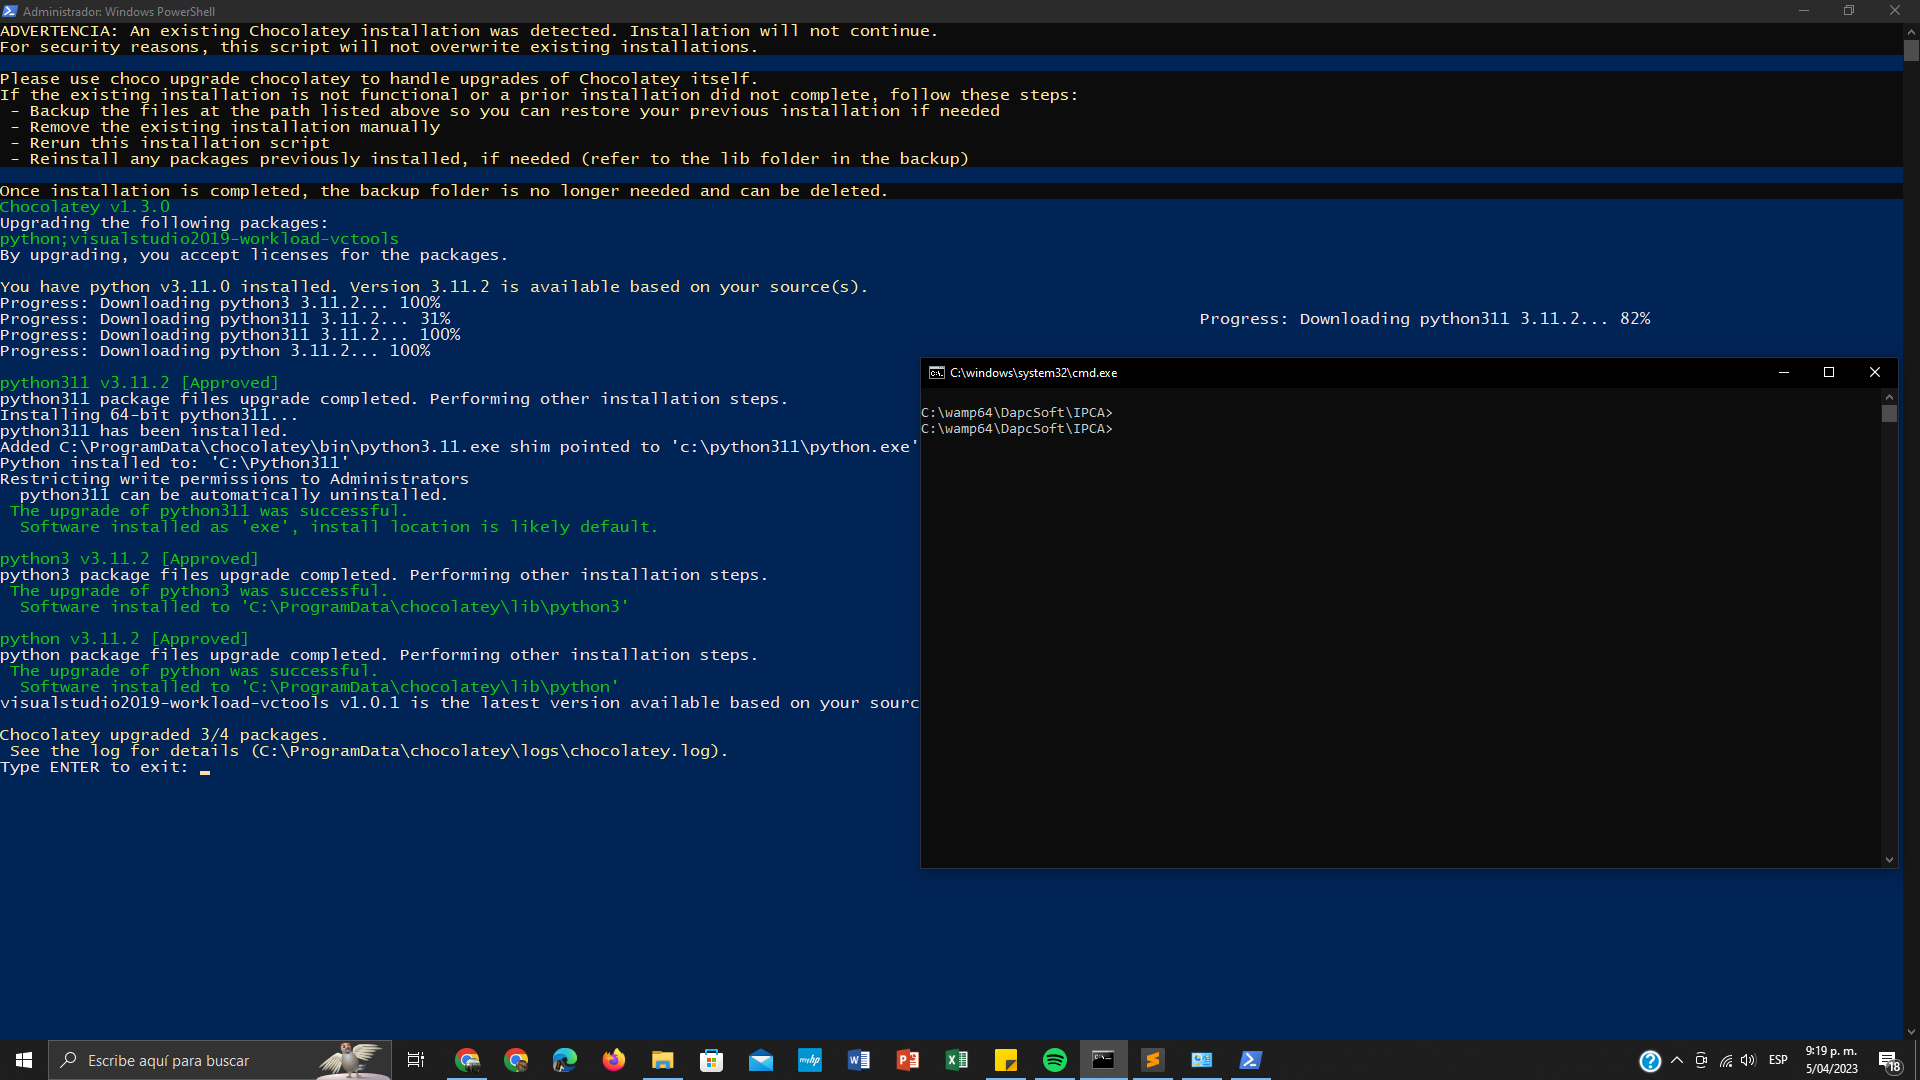 Administrador: Windows PowerShell
ADVERTENCIA: An existing Chocolatey installation was detected. Installation will not continue.
For security reasons, this script will not overwrite existing installations.
Please use choco upgrade chocolatey to handle upgrades of Chocolatey itself.
If the existing installation is not functional or a prior installation did not complete, follow these steps:
- Backup the files at the path listed above so you can restore your previous installation if needed
- Remove the existing installation manually
- Rerun this installation script
- Reinstall any packages previously installed, if needed (refer to the lib folder in the backup)
Once installation is completed, the backup folder is no longer needed and can be deleted.
Chocolatey v1.3.0
Upgrading the following packages:
python;visualstudio2019-workload-vctools
By upgrading, you accept licenses for the packages.
You have python v3.11.0 installed. Version 3.11.2 is available based on your source(s).
Progress: Downloading python3 3.11.2... 100%
Progress: Downloading python311 3.11.2... 31% Progress: Downloading python311 3.11.2... 82%
Progress: Downloading python311 3.11.2... 100%
Progress: Downloading python 3.11.2... 100%
python311 v3.11.2 [Approved]
python311 package files upgrade completed. Performing other installation steps.
Installing 64-bit python311...
python311 has been installed.
Added C:\ProgramData\chocolatey\bin\python3.11.exe shim pointed to 'c:\python311\python.exe'
Python installed to: 'C:\Python311'
Restricting write permissions to Administrators
python311 can be automatically uninstalled.
The upgrade of python311 was successful.
Software installed as 'exe', install location is likely default.
python3 v3.11.2 [Approved]
python3 package files upgrade completed. Performing other installation steps.
The upgrade of python3 was successful.
Software installed to 'C:\ProgramData\chocolatey\lib\python3'
python v3.11.2 [Approved]
python package files upgrade completed. Performing other installation steps.
The upgrade of python was successful.
Software installed to 'C:\ProgramData\chocolatey\lib\python'
visualstudio2019-workload-vctools v1.0.1 is the latest version available based on your sourc
Chocolatey upgraded 3/4 packages.
See the log for details (C:\ProgramData\chocolatey\logs\chocolatey.log).
Type ENTER to exit:
C:\windows\system32\cmd.exe
C:\wamp64\DapcSoft\IPCA>
C:\wamp64\DapcSoft\IPCA>
Escribe aquí para buscar
ESP
9:19 p. m.
5/04/2023
18